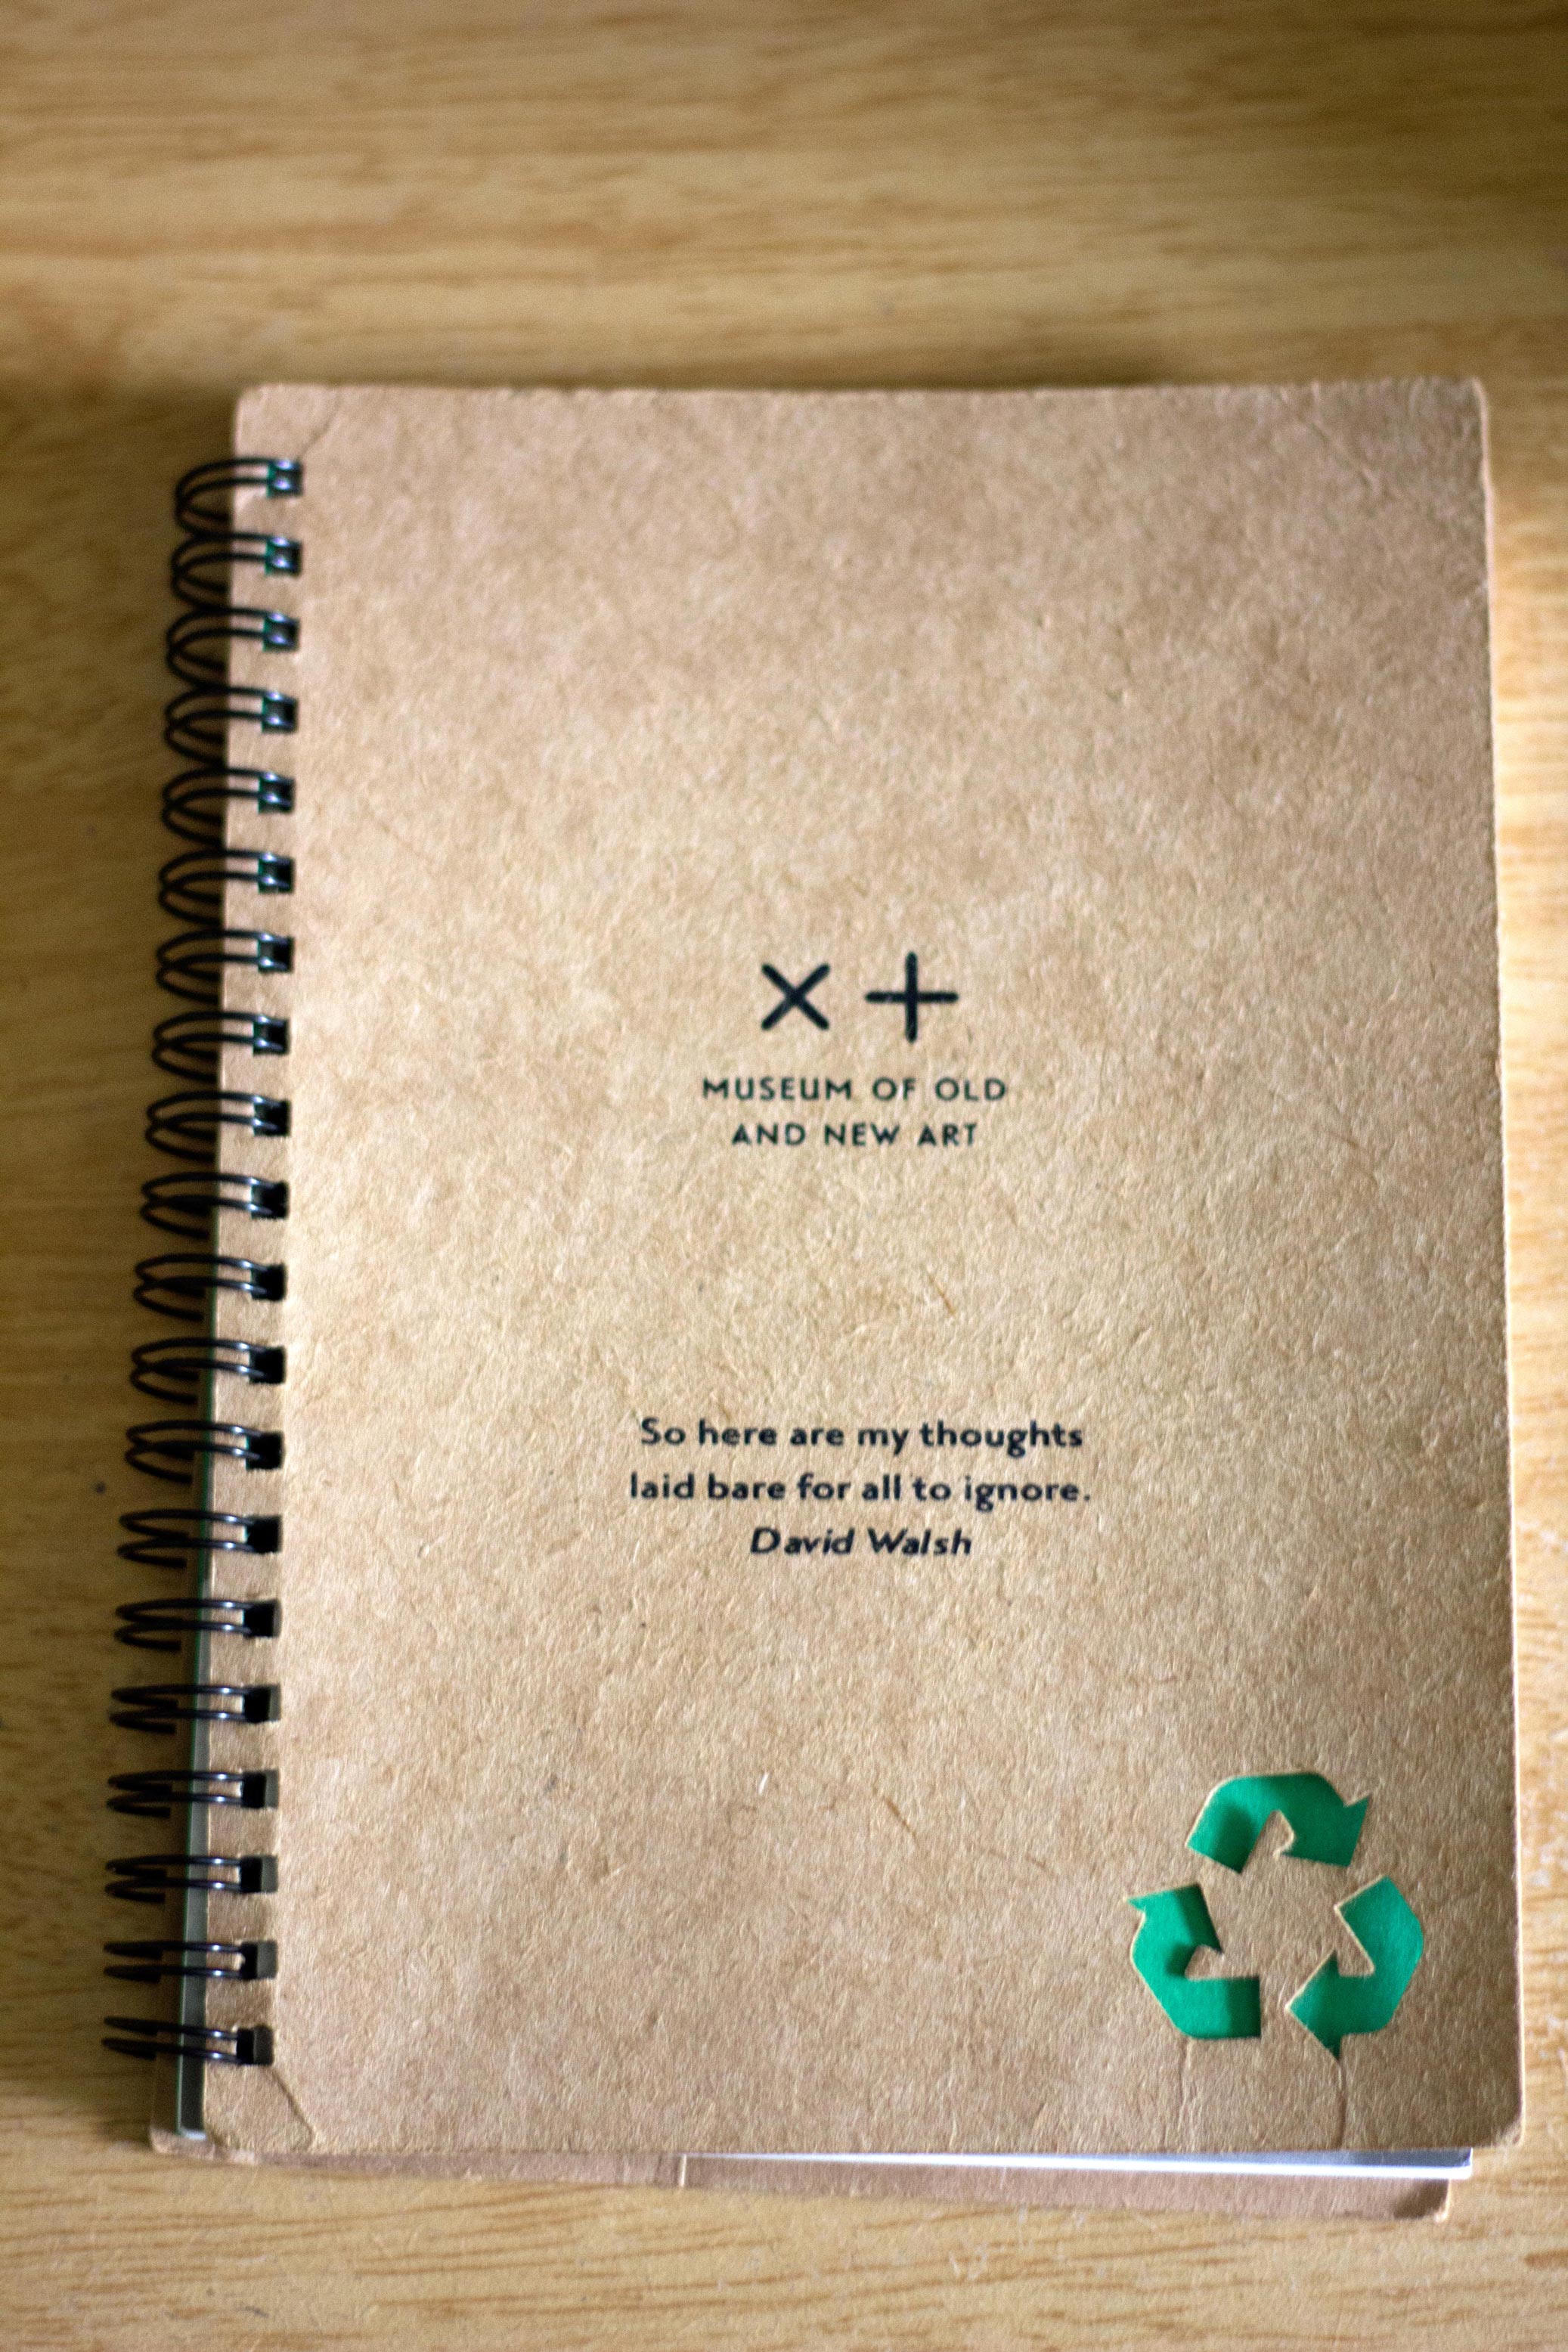 ×+
MUSEUM OF OLD
AND NEW ART
So here are my thoughts
laid bare for all to ignore.
David Walsh